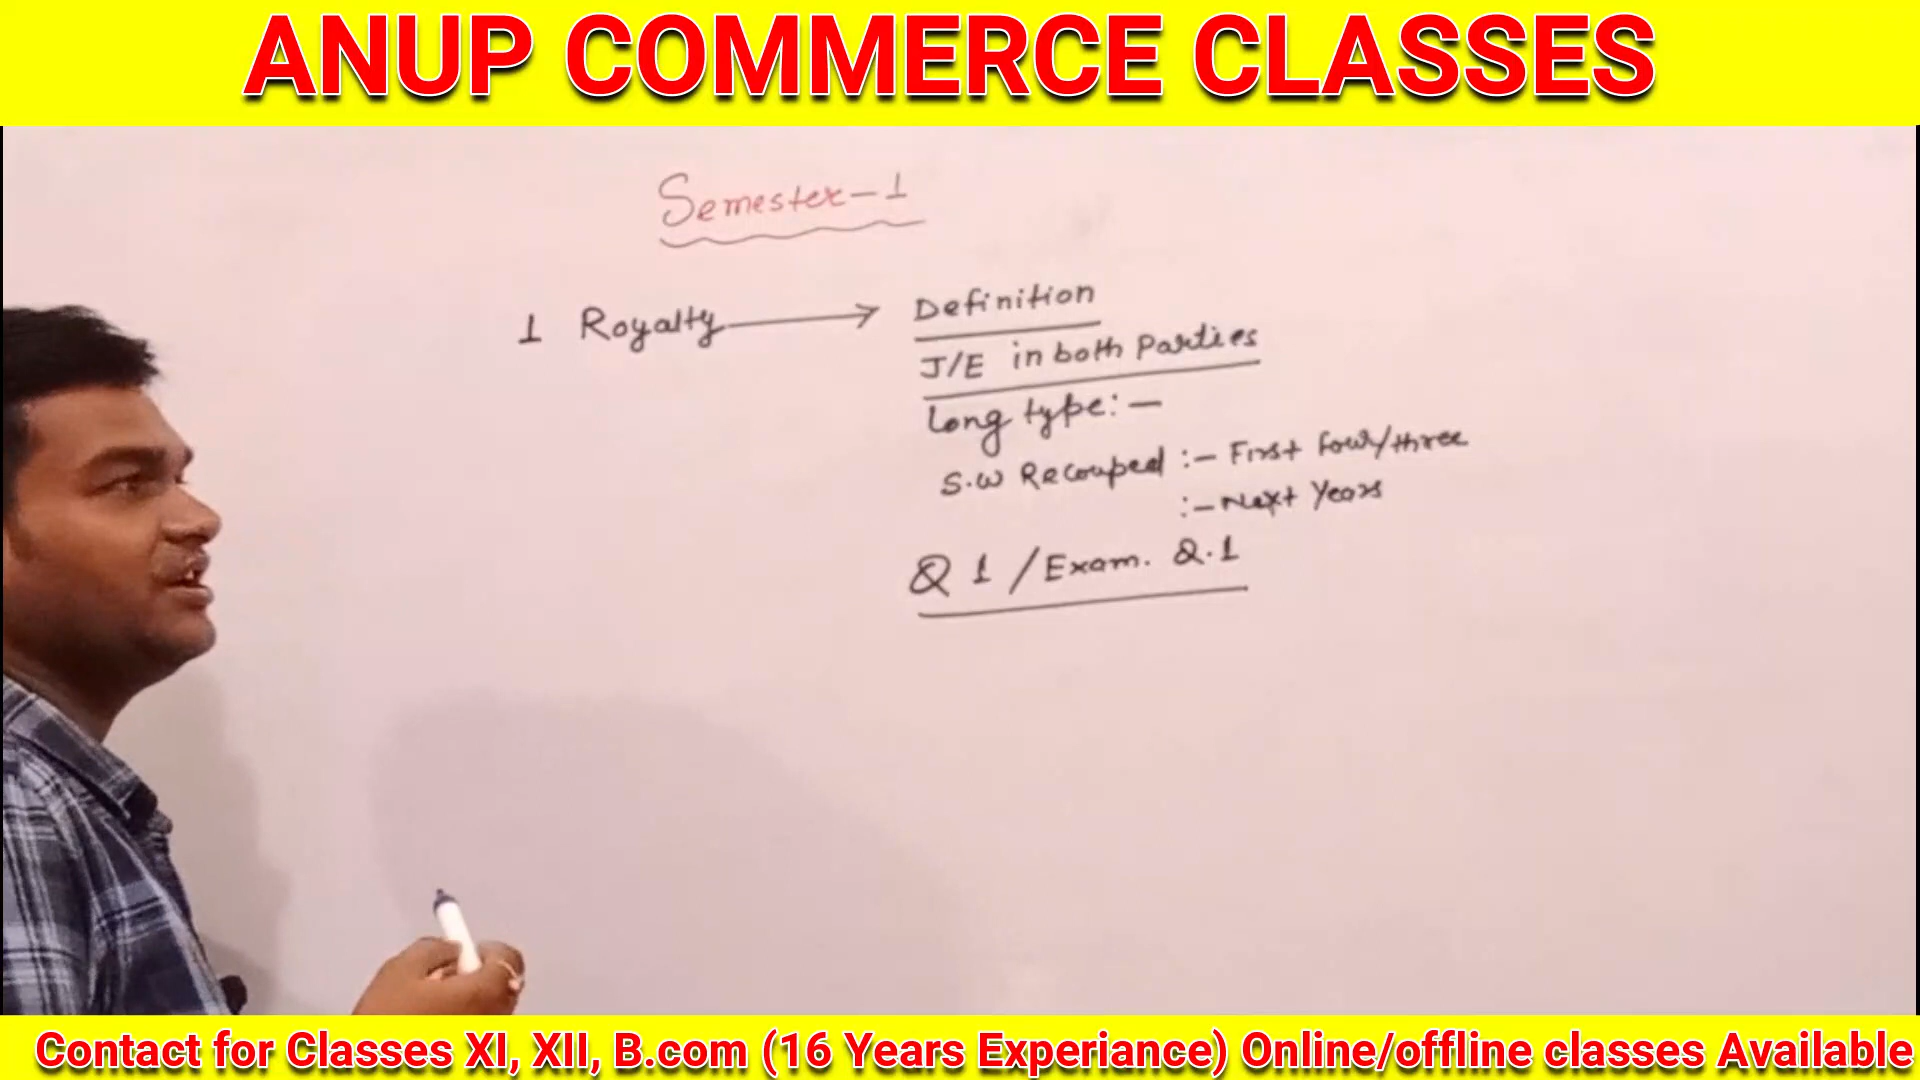 ANUP COMMERCE CLASSES
Semester-1
1 Royalty → Definition
J/E in both Parties
Long type:-
S.W Recouped :- First four/three
:- Next Years
Q 1 / Exam. Q.1
Contact for Classes XI, XII, B.com (16 Years Experiance) Online/offline classes Available